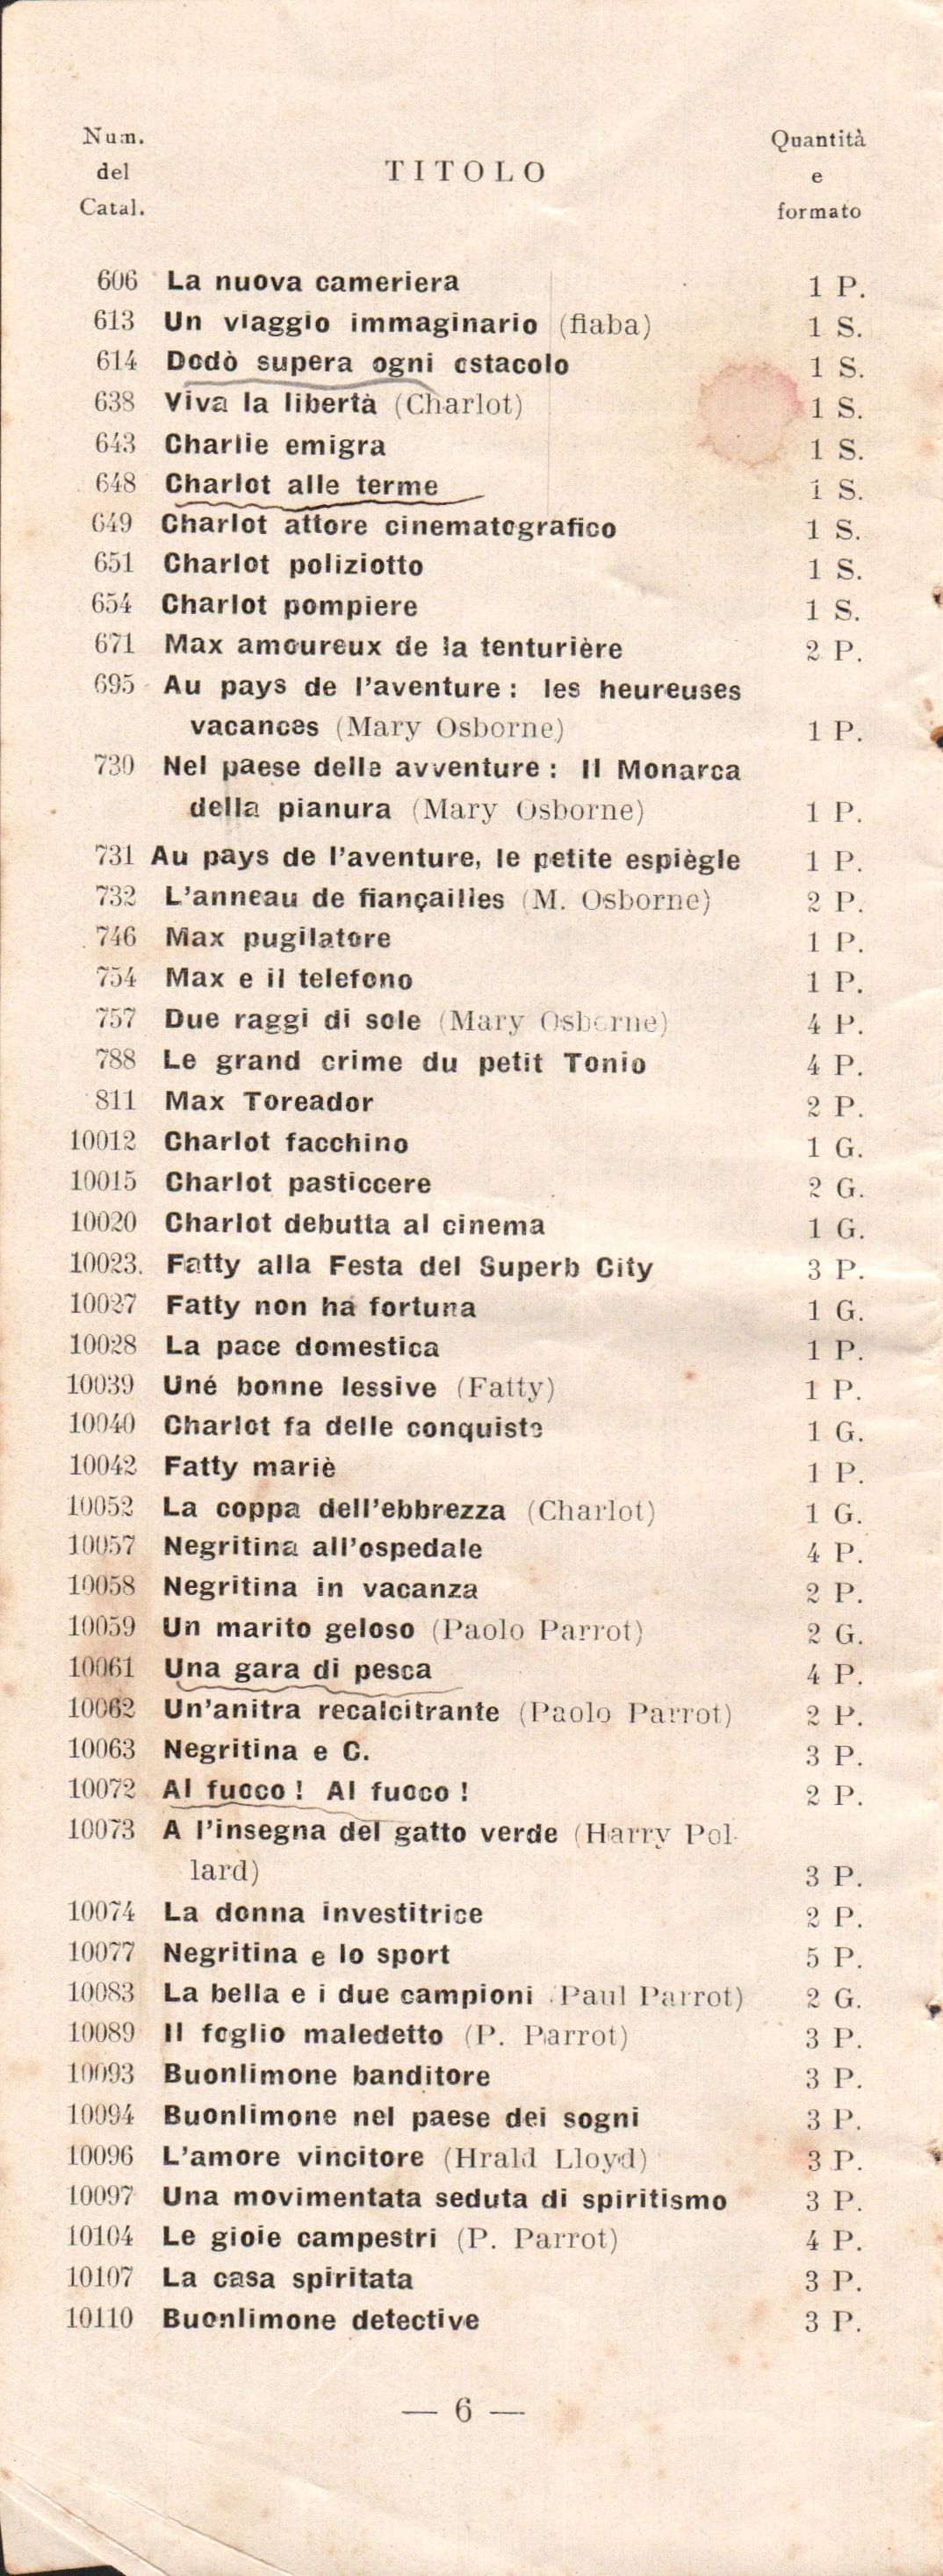 Num. del Catal. TITOLO Quantità e formato
606 La nuova cameriera 1 P.
613 Un viaggio immaginario (fiaba) 1 S.
614 Dodò supera ogni ostacolo 1 S.
638 Viva la libertà (Charlot) 1 S.
643 Charlie emigra 1 S.
648 Charlot alle terme 1 S.
649 Charlot attore cinematografico 1 S.
651 Charlot poliziotto 1 S.
654 Charlot pompiere 1 S.
671 Max amoureux de la tenturière 2 P.
695 Au pays de l'aventure : les heureuses
vacances (Mary Osborne) 1 P.
730 Nel paese delle avventure : Il Monarca
della pianura (Mary Osborne) 1 P.
731 Au pays de l'aventure, le petite espiègle 1 P.
732 L'anneau de fiançailles (M. Osborne) 2 P.
746 Max pugilatore 1 P.
754 Max e il telefono 1 P.
757 Due raggi di sole (Mary Osborne) 4 P.
788 Le grand crime du petit Tonio 4 P.
811 Max Toreador 2 P.
10012 Charlot facchino 1 G.
10015 Charlot pasticcere 2 G.
10020 Charlot debutta al cinema 1 G.
10023. Fatty alla Festa del Superb City 3 P.
10027 Fatty non ha fortuna 1 G.
10028 La pace domestica 1 P.
10039 Uné bonne lessive (Fatty) 1 P.
10040 Charlot fa delle conquiste 1 G.
10042 Fatty mariè 1 P.
10052 La coppa dell'ebbrezza (Charlot) 1 G.
10057 Negritina all'ospedale 4 P.
10058 Negritina in vacanza 2 P.
10059 Un marito geloso (Paolo Parrot) 2 G.
10061 Una gara di pesca 4 P.
10062 Un'anitra recalcitrante (Paolo Parrot) 2 P.
10063 Negritina e C. 3 P.
10072 Al fuoco ! Al fuoco ! 2 P.
10073 A l'insegna del gatto verde (Harry Pol-
lard) 3 P.
10074 La donna investitrice 2 P.
10077 Negritina e lo sport 5 P.
10083 La bella e i due campioni (Paul Parrot) 2 G.
10089 Il foglio maledetto (P. Parrot) 3 P.
10093 Buonlimone banditore 3 P.
10094 Buonlimone nel paese dei sogni 3 P.
10096 L'amore vincitore (Hrald Lloyd) 3 P.
10097 Una movimentata seduta di spiritismo 3 P.
10104 Le gioie campestri (P. Parrot) 4 P.
10107 La casa spiritata 3 P.
10110 Buonlimone detective 3 P.
— 6 —